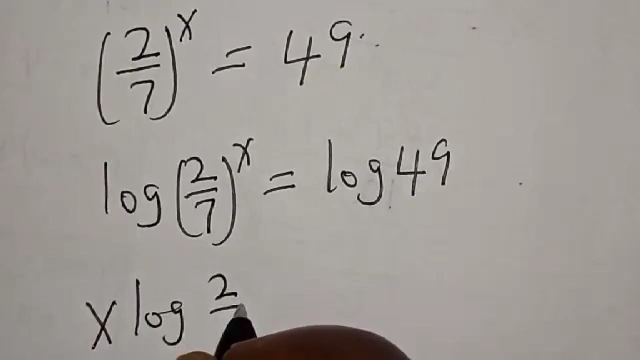 (2/7)^x = 49
log(2/7)^x = log 49
x log 2